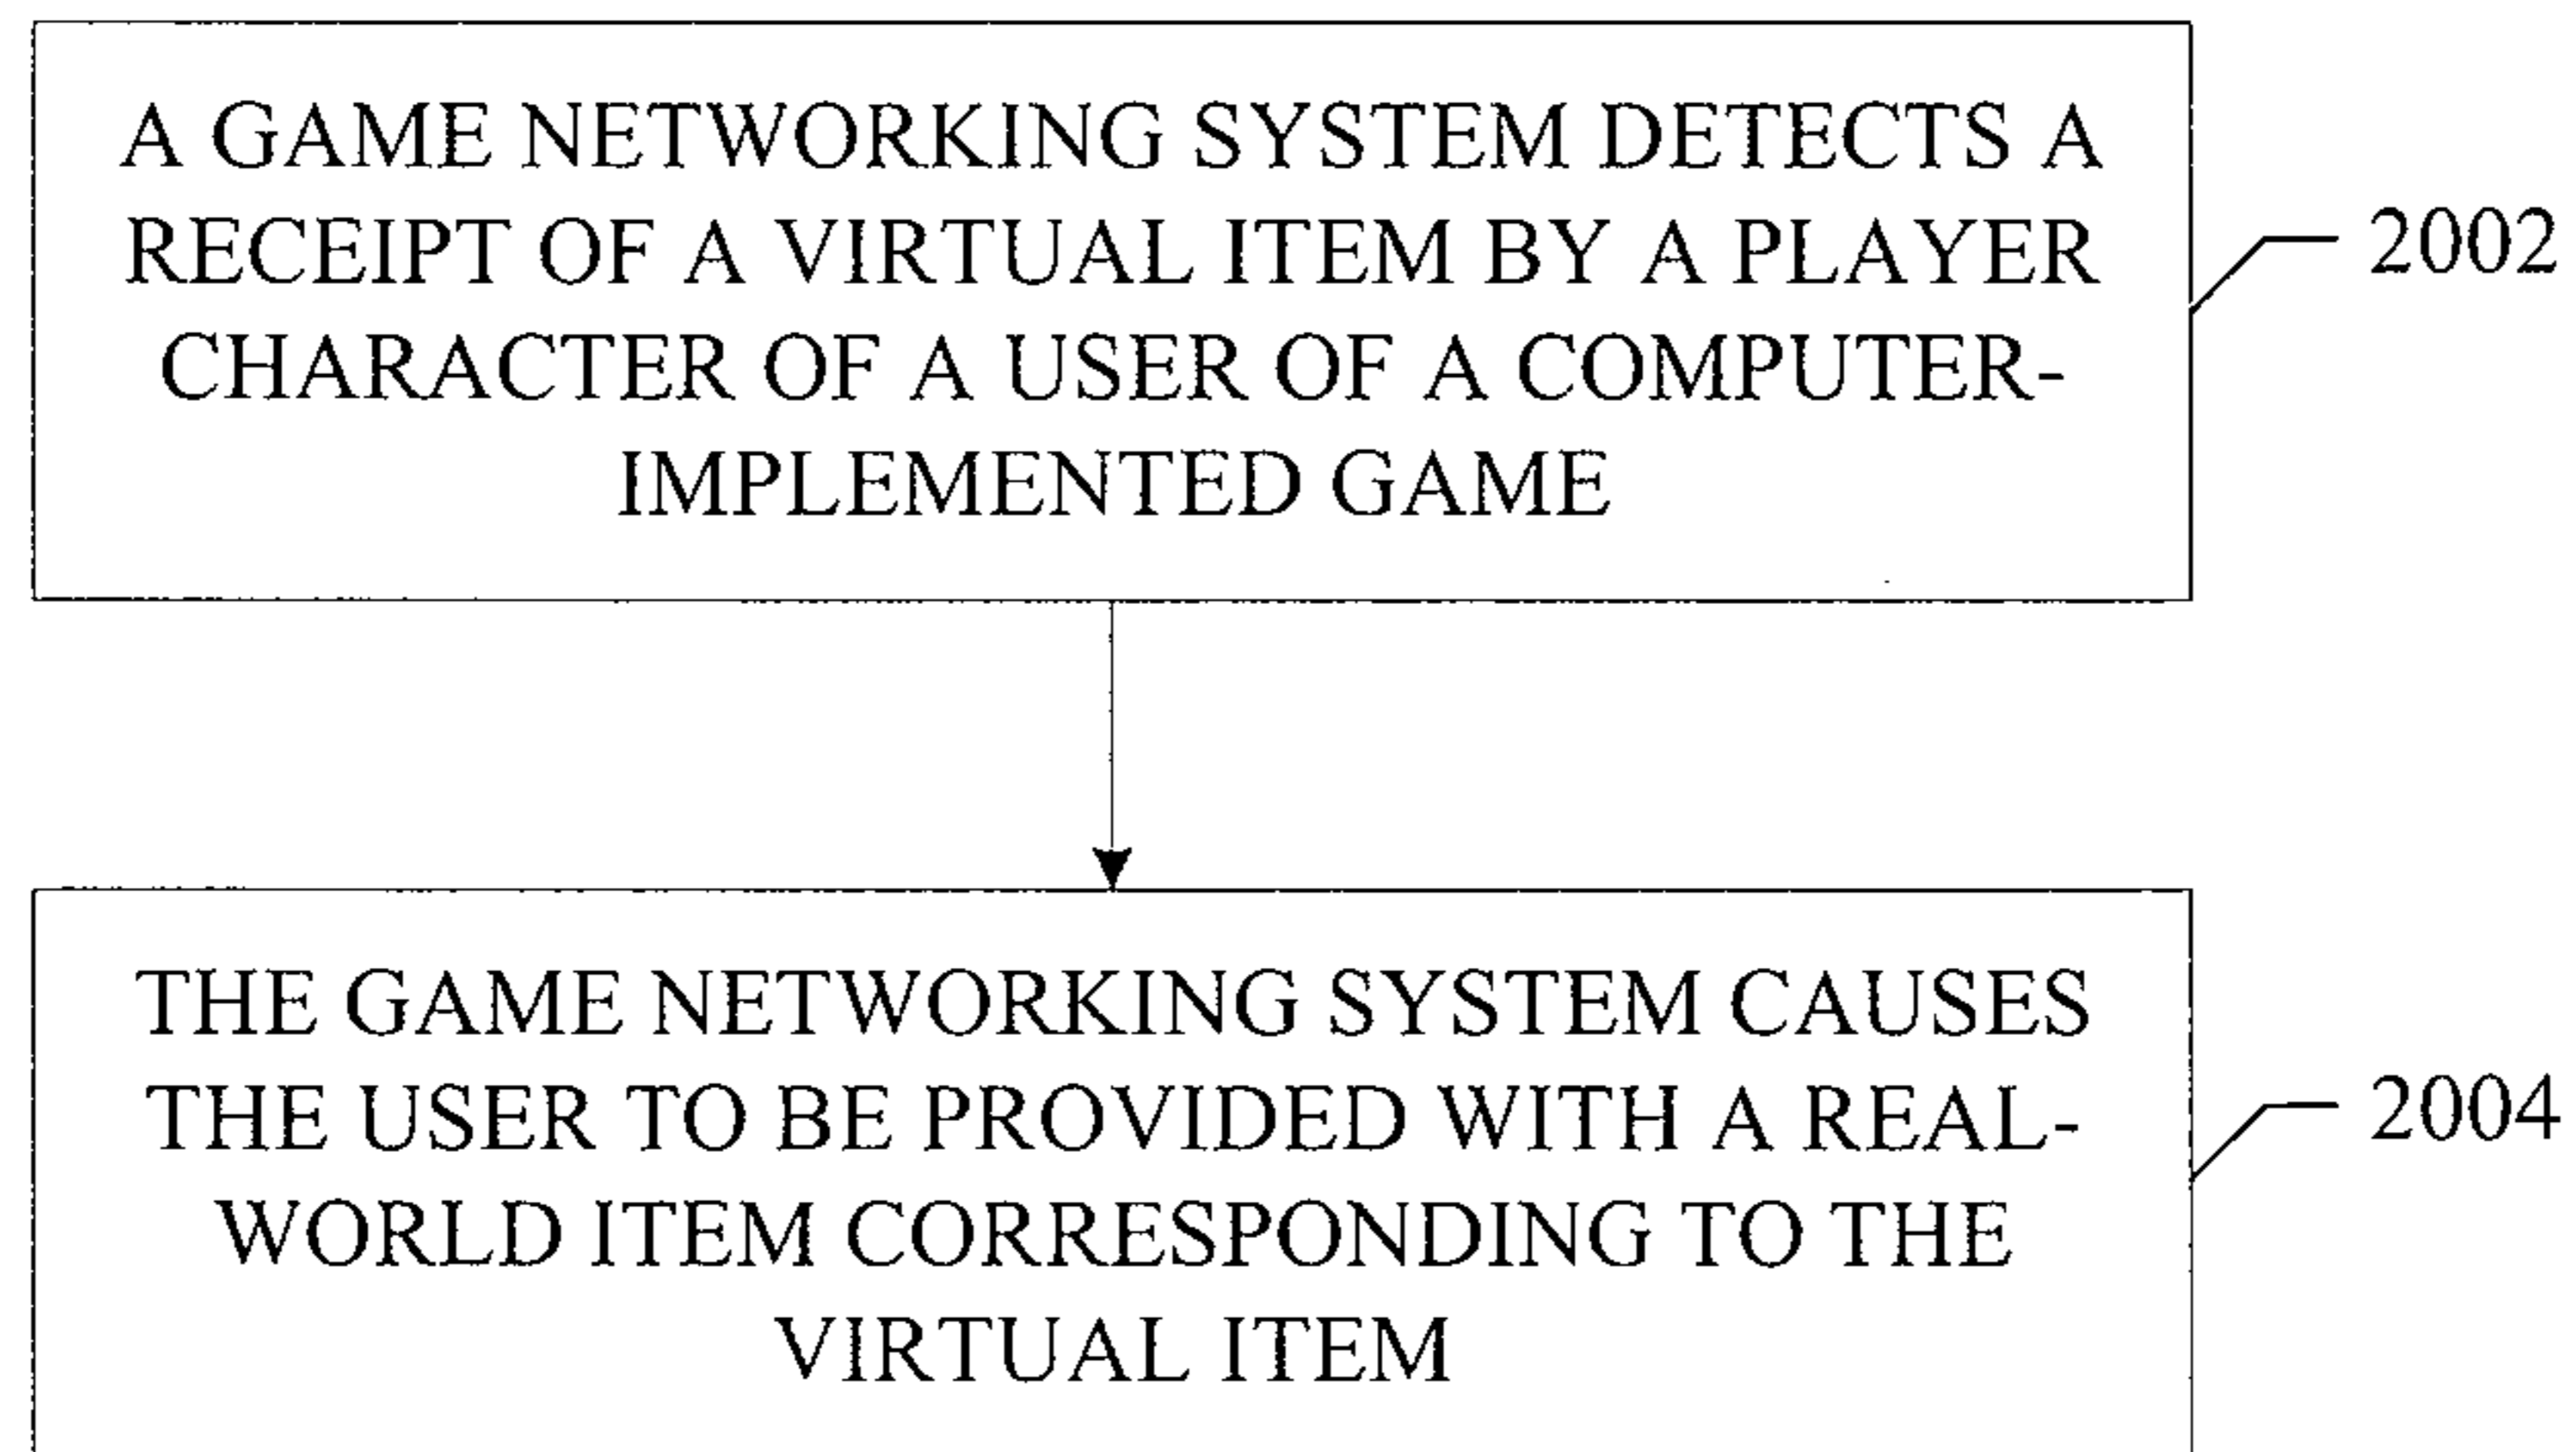 A GAME NETWORKING SYSTEM DETECTS A
RECEIPT OF A VIRTUAL ITEM BY A PLAYER
CHARACTER OF A USER OF A COMPUTER-
IMPLEMENTED GAME
2002
THE GAME NETWORKING SYSTEM CAUSES
THE USER TO BE PROVIDED WITH A REAL-
WORLD ITEM CORRESPONDING TO THE
VIRTUAL ITEM
2004